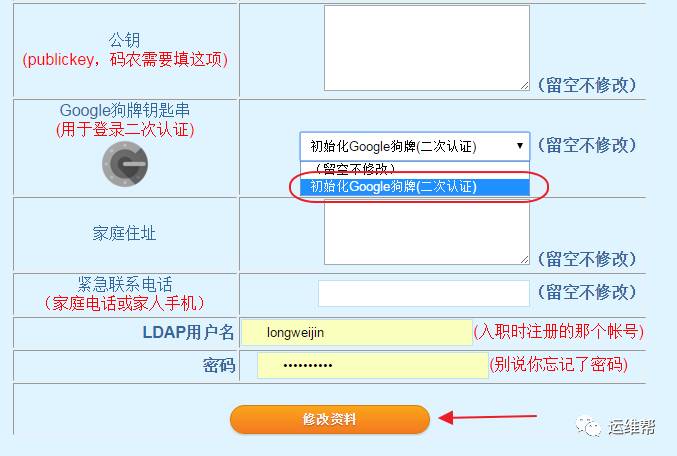 公钥
(publickey，码农需要填这项)
（留空不修改）
Google狗牌钥匙串
(用于登录二次认证)
初始化Google狗牌(二次认证)
（留空不修改）
（留空不修改）
初始化Google狗牌(二次认证)
家庭住址
（留空不修改）
紧急联系电话
（家庭电话或家人手机）
（留空不修改）
LDAP用户名
longweijin
(入职时注册的那个帐号)
密码
••••••••••
(别说你忘记了密码)
修改资料
运维帮